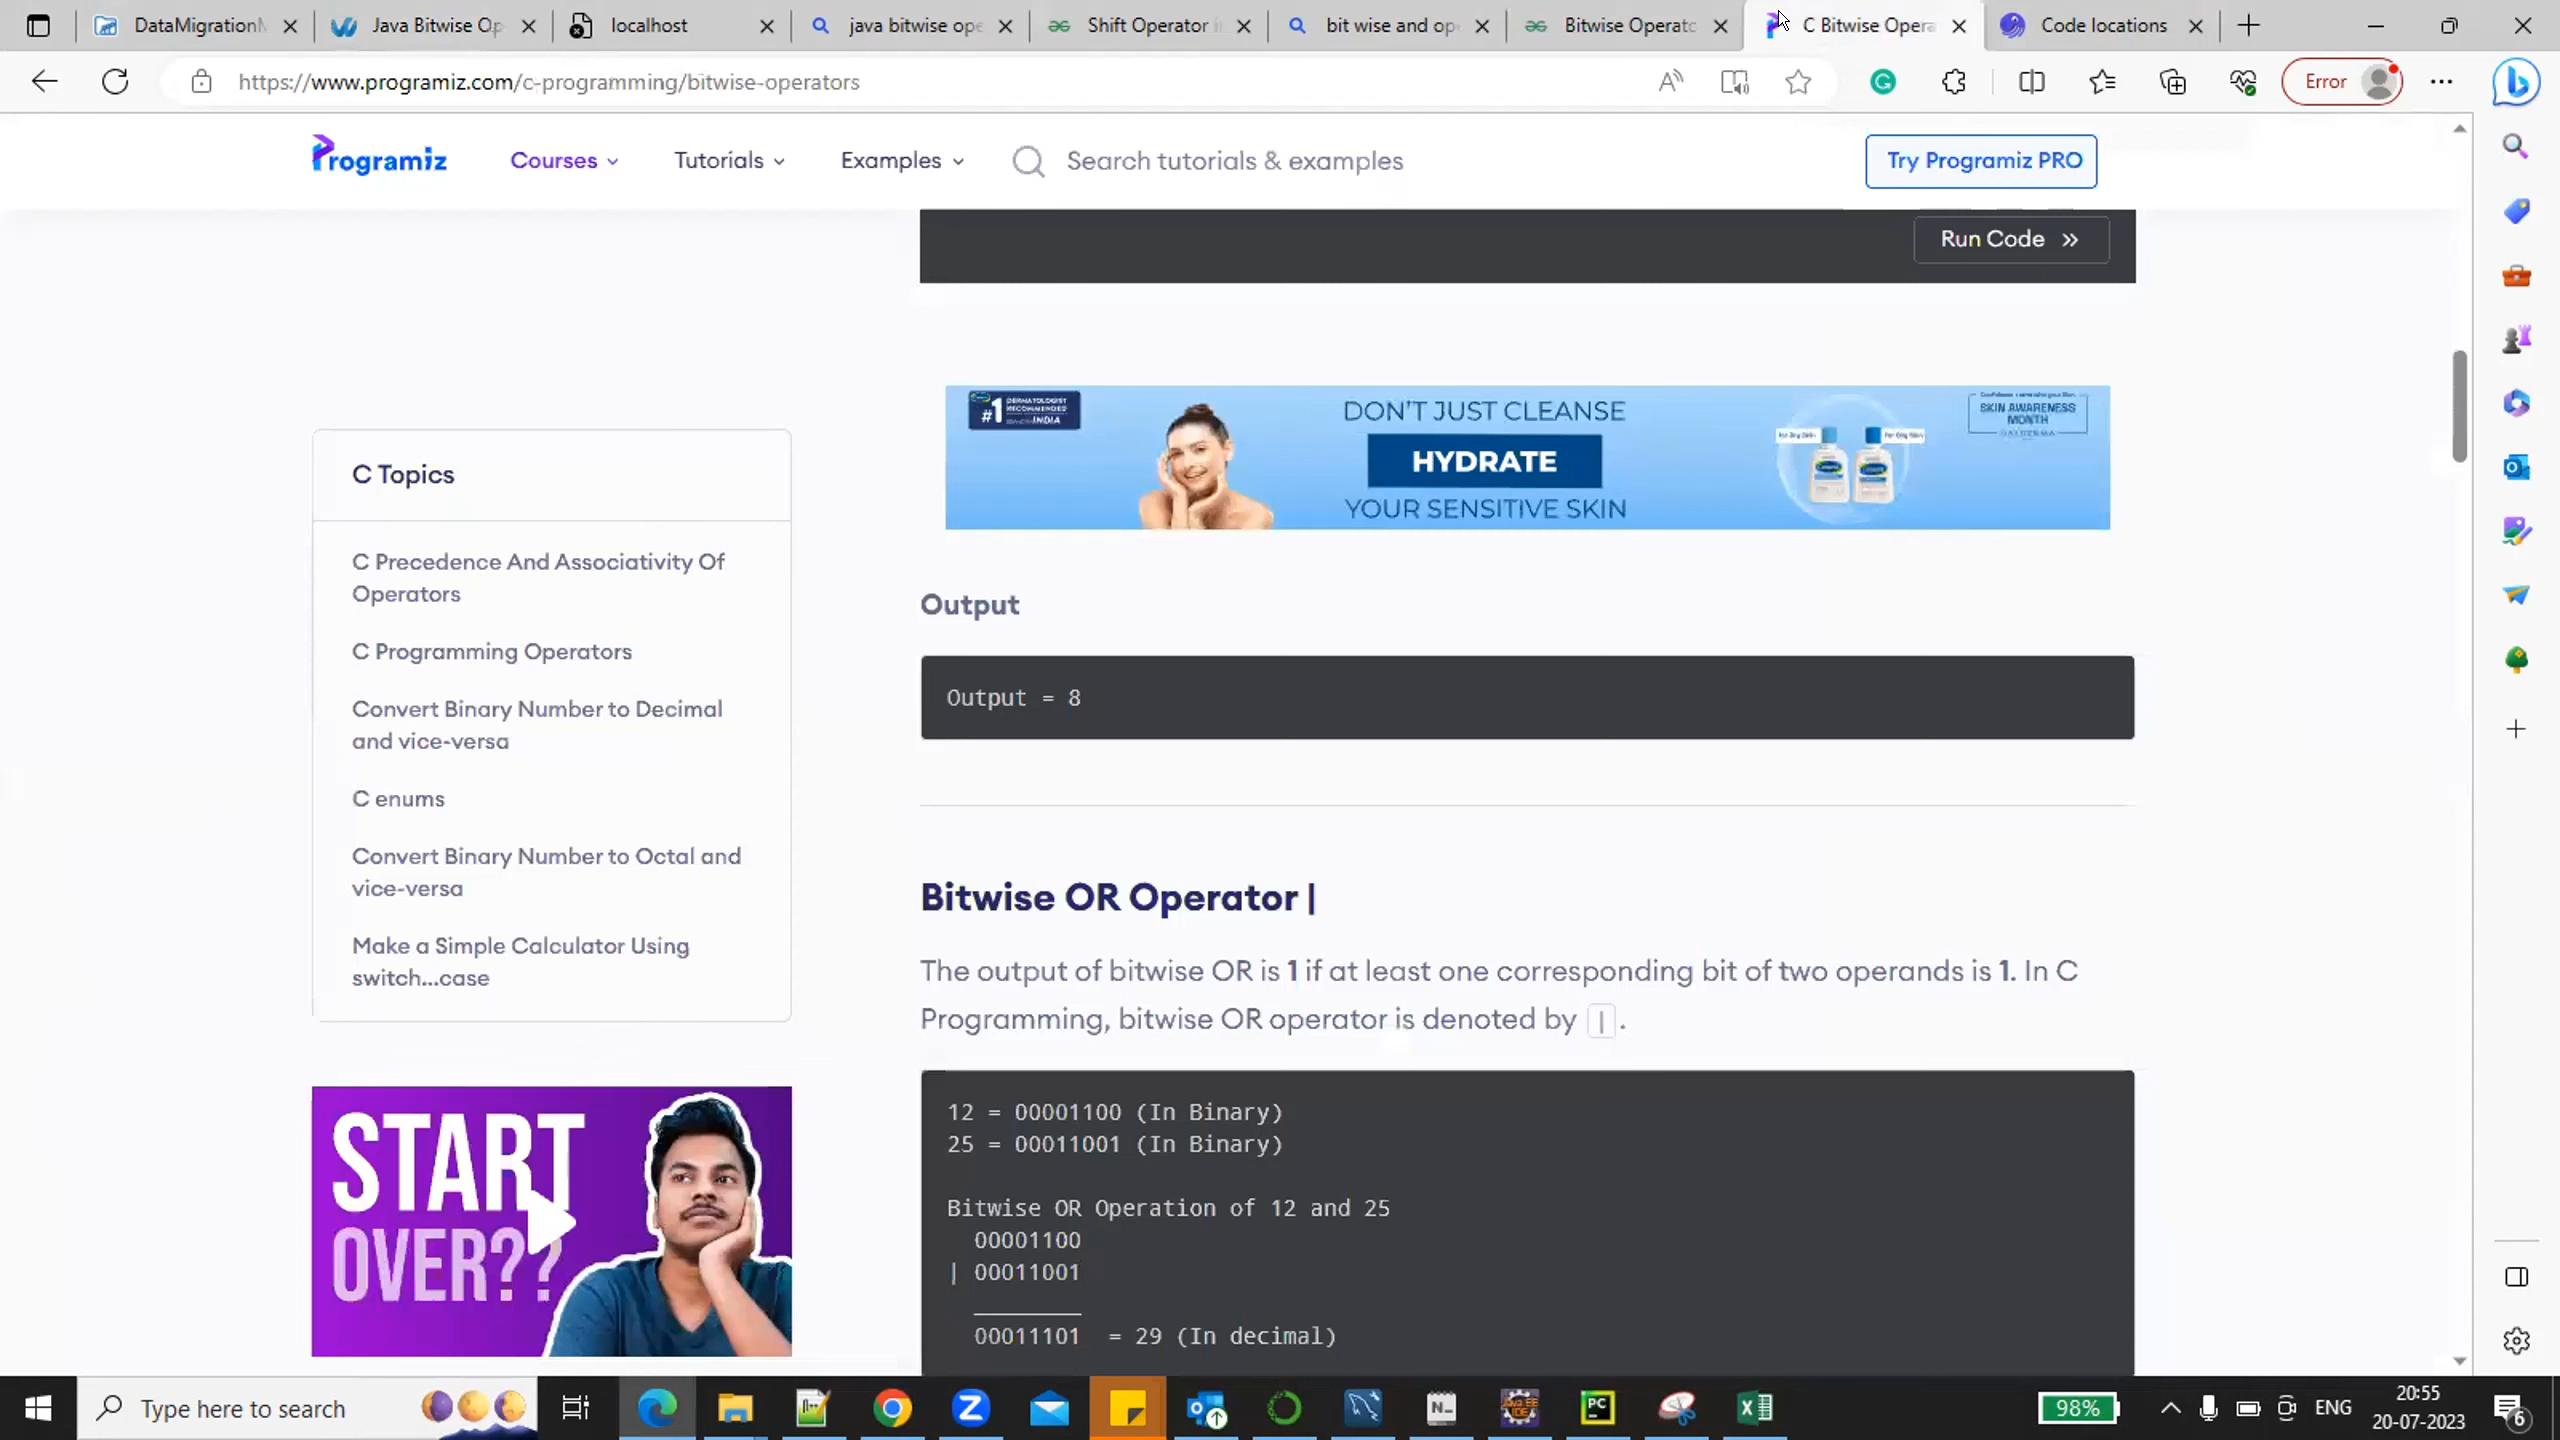 DataMigrationM
Java Bitwise Op
localhost
java bitwise ope
Shift Operator i
bit wise and op
Bitwise Operato
C Bitwise Opera
Code locations
https://www.programiz.com/c-programming/bitwise-operators
Error
Programiz
Courses
Tutorials
Examples
Search tutorials & examples
Try Programiz PRO
Run Code »
#1 DERMATOLOGIST
RECOMMENDED
INDIA
DON'T JUST CLEANSE
HYDRATE
YOUR SENSITIVE SKIN
SKIN AWARENESS
MONTH
C Topics
C Precedence And Associativity Of
Operators
C Programming Operators
Convert Binary Number to Decimal
and vice-versa
C enums
Convert Binary Number to Octal and
vice-versa
Make a Simple Calculator Using
switch...case
START
OVER??
Output
Output = 8
Bitwise OR Operator |
The output of bitwise OR is 1 if at least one corresponding bit of two operands is 1. In C
Programming, bitwise OR operator is denoted by | .
12 = 00001100 (In Binary)
25 = 00011001 (In Binary)
Bitwise OR Operation of 12 and 25
00001100
| 00011001
________
00011101 = 29 (In decimal)
Type here to search
98%
ENG
20:55
20-07-2023
6